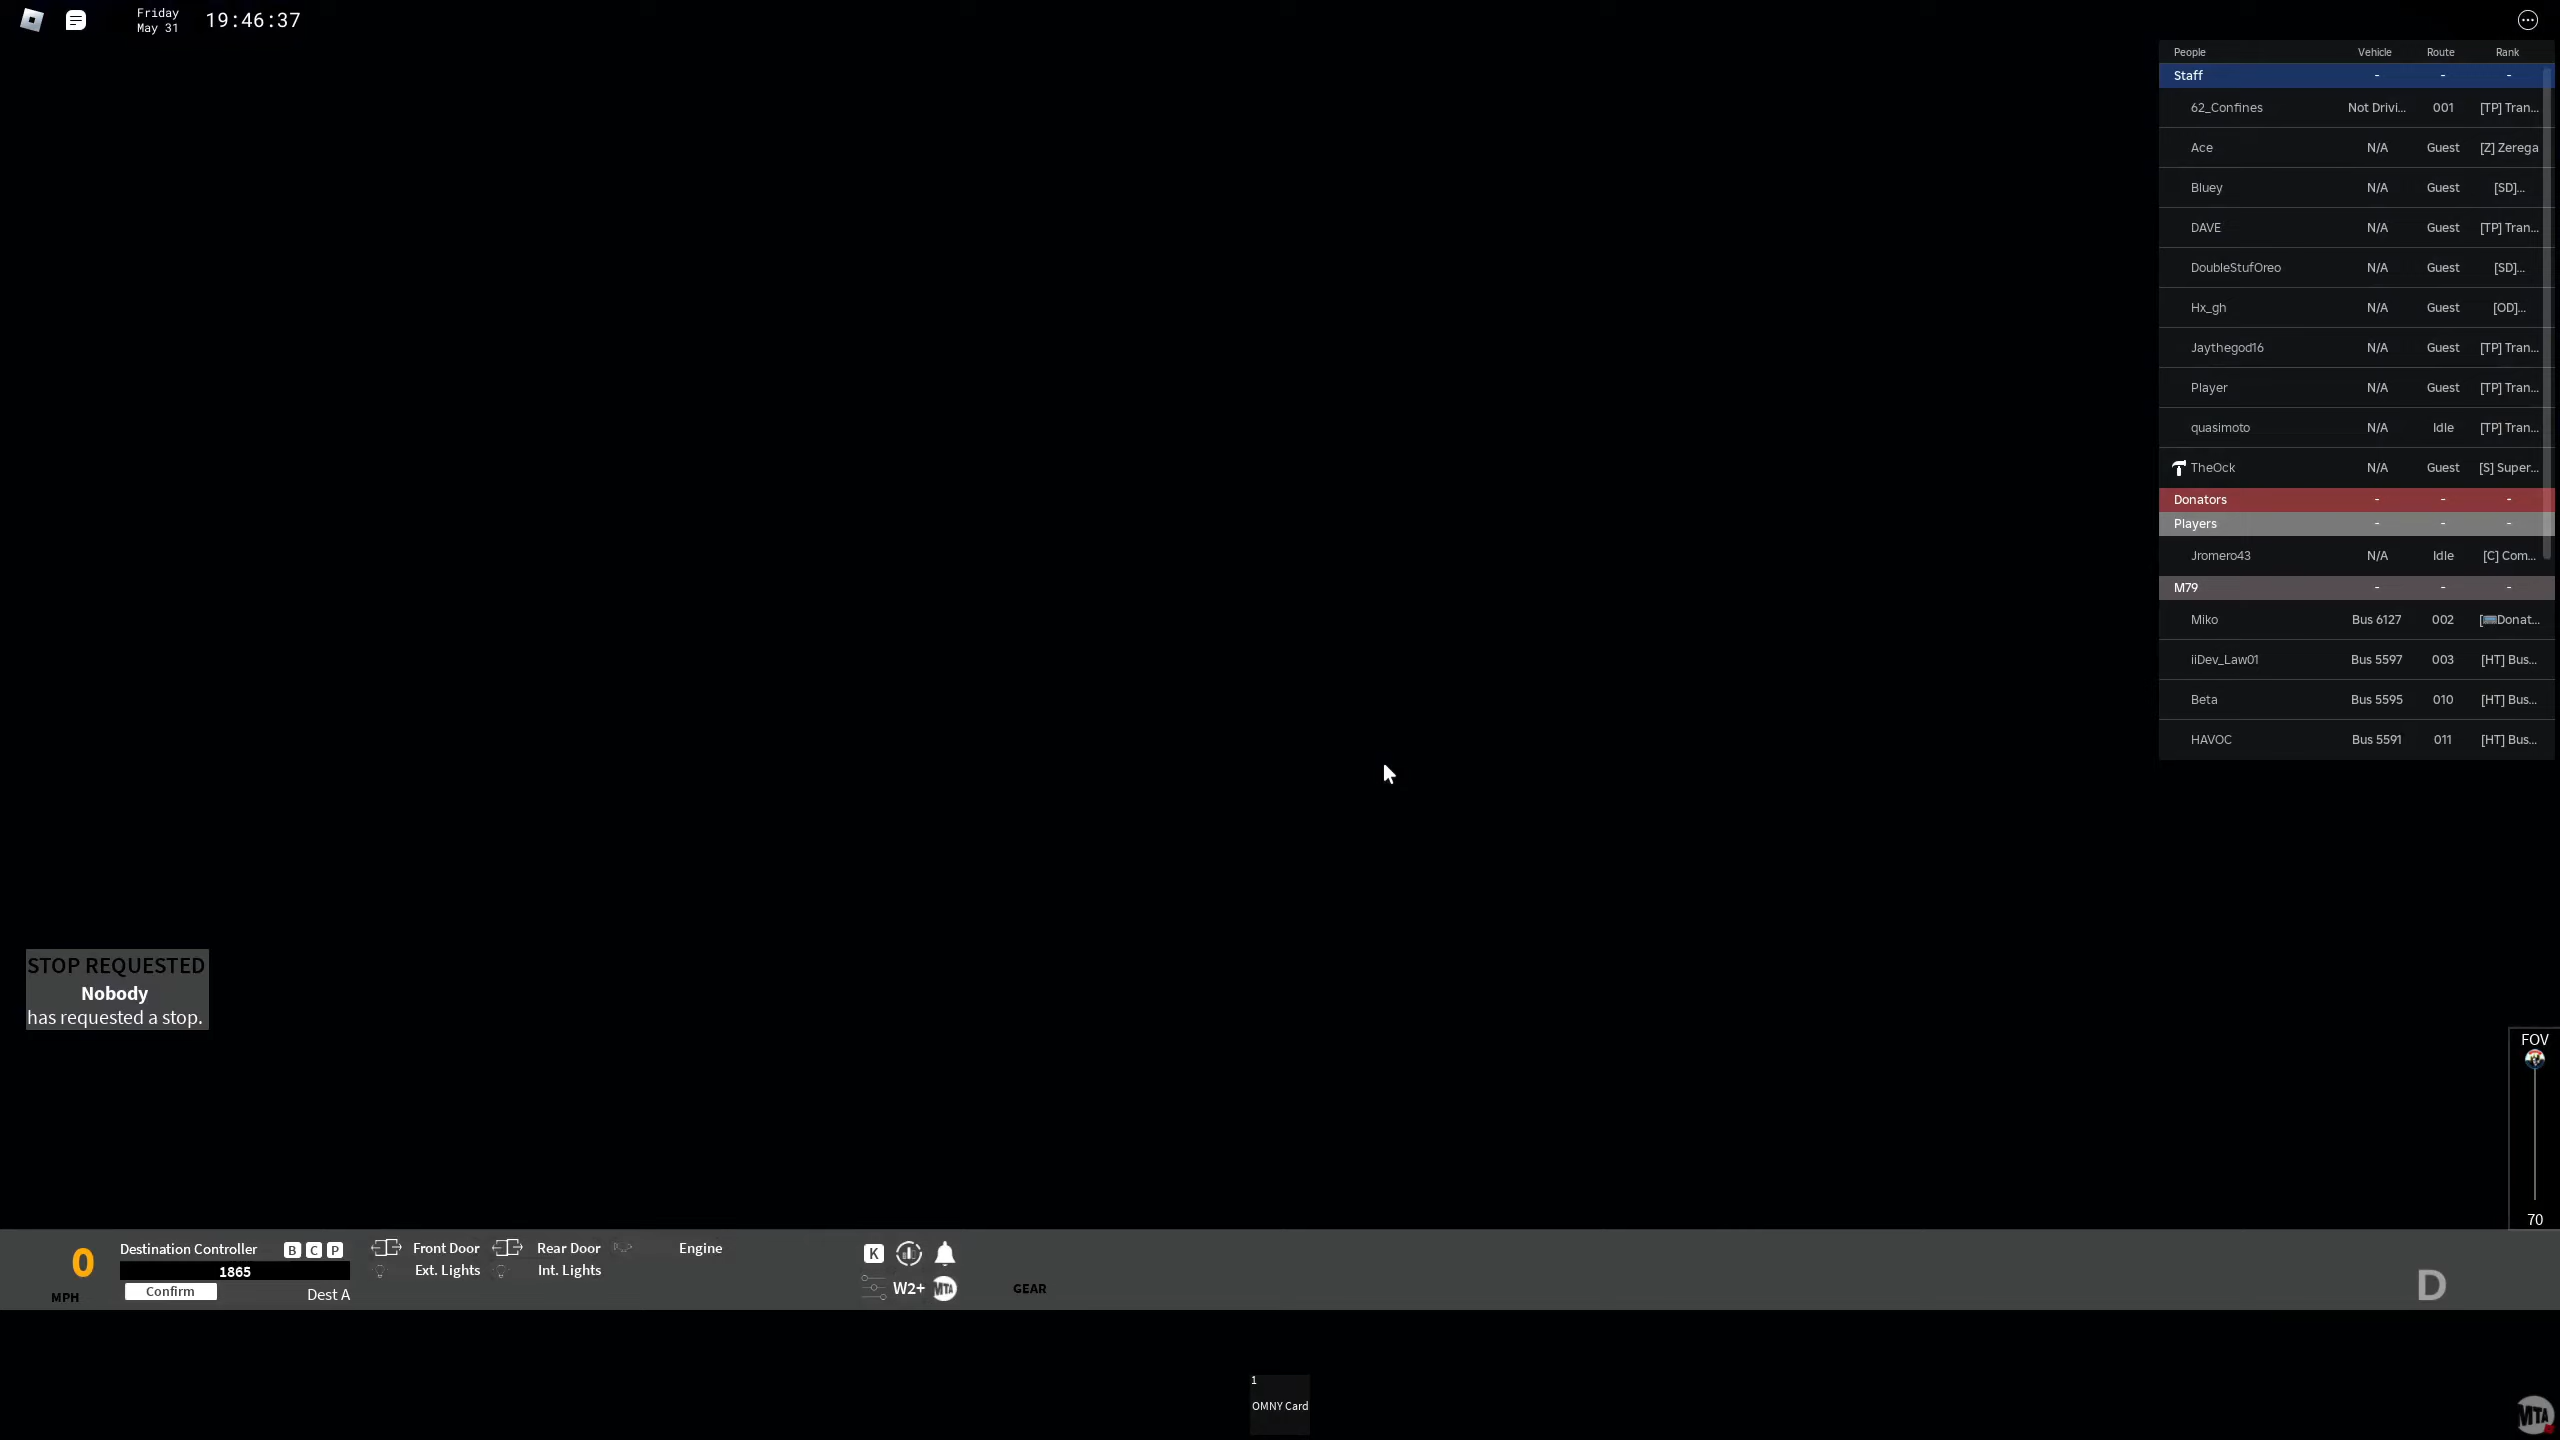 Friday
May 31
19:46:37
People Vehicle Route Rank
Staff - - -
62_Confines Not Drivi... 001 [TP] Tran...
Ace N/A Guest [Z] Zerega
Bluey N/A Guest [SD]...
DAVE N/A Guest [TP] Tran...
DoubleStufOreo N/A Guest [SD]...
Hx_gh N/A Guest [OD]...
Jaythegod16 N/A Guest [TP] Tran...
Player N/A Guest [TP] Tran...
quasimoto N/A Idle [TP] Tran...
TheOck N/A Guest [S] Super...
Donators - - -
Players - - -
Jromero43 N/A Idle [C] Com...
M79 - - -
Miko Bus 6127 002 [Donat...
iiDev_Law01 Bus 5597 003 [HT] Bus...
Beta Bus 5595 010 [HT] Bus...
HAVOC Bus 5591 011 [HT] Bus...
STOP REQUESTED
Nobody
has requested a stop.
FOV
70
0
MPH
Destination Controller B C P
1865
Confirm Dest A
Front Door Rear Door Engine
Ext. Lights Int. Lights
K
W2+ MTA
GEAR
D
1
OMNY Card
MTA